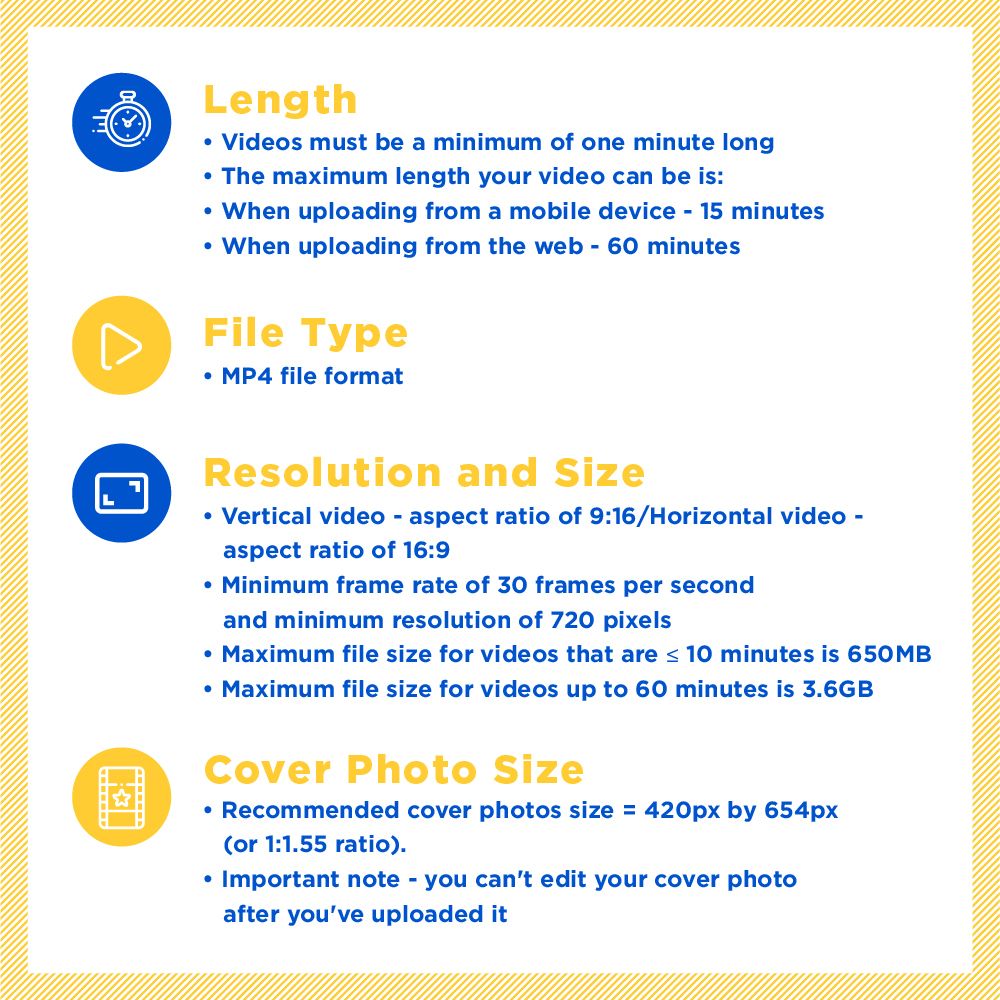 Length
• Videos must be a minimum of one minute long
• The maximum length your video can be is:
• When uploading from a mobile device - 15 minutes
• When uploading from the web - 60 minutes
File Type
• MP4 file format
Resolution and Size
• Vertical video - aspect ratio of 9:16/Horizontal video -
aspect ratio of 16:9
• Minimum frame rate of 30 frames per second
and minimum resolution of 720 pixels
• Maximum file size for videos that are ≤ 10 minutes is 650MB
• Maximum file size for videos up to 60 minutes is 3.6GB
Cover Photo Size
• Recommended cover photos size = 420px by 654px
(or 1:1.55 ratio).
• Important note - you can't edit your cover photo
after you've uploaded it